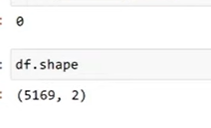 : 0
: df.shape
: (5169, 2)